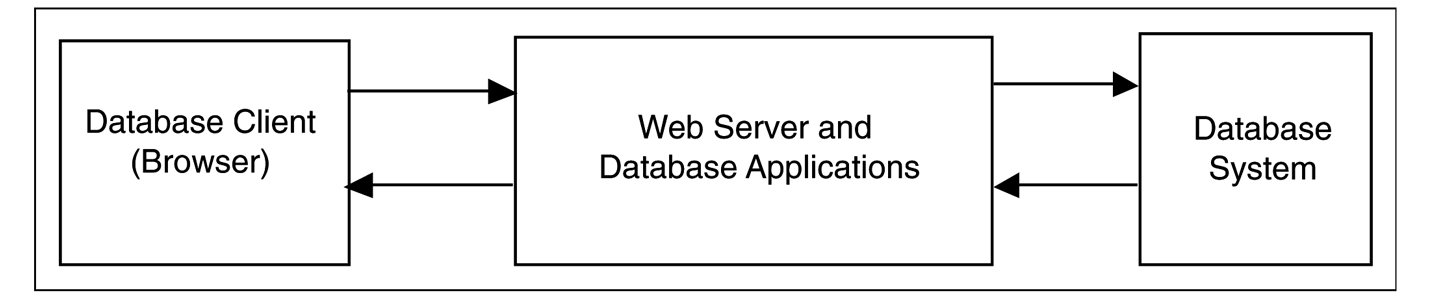 Database Client
(Browser)
Web Server and
Database Applications
Database
System